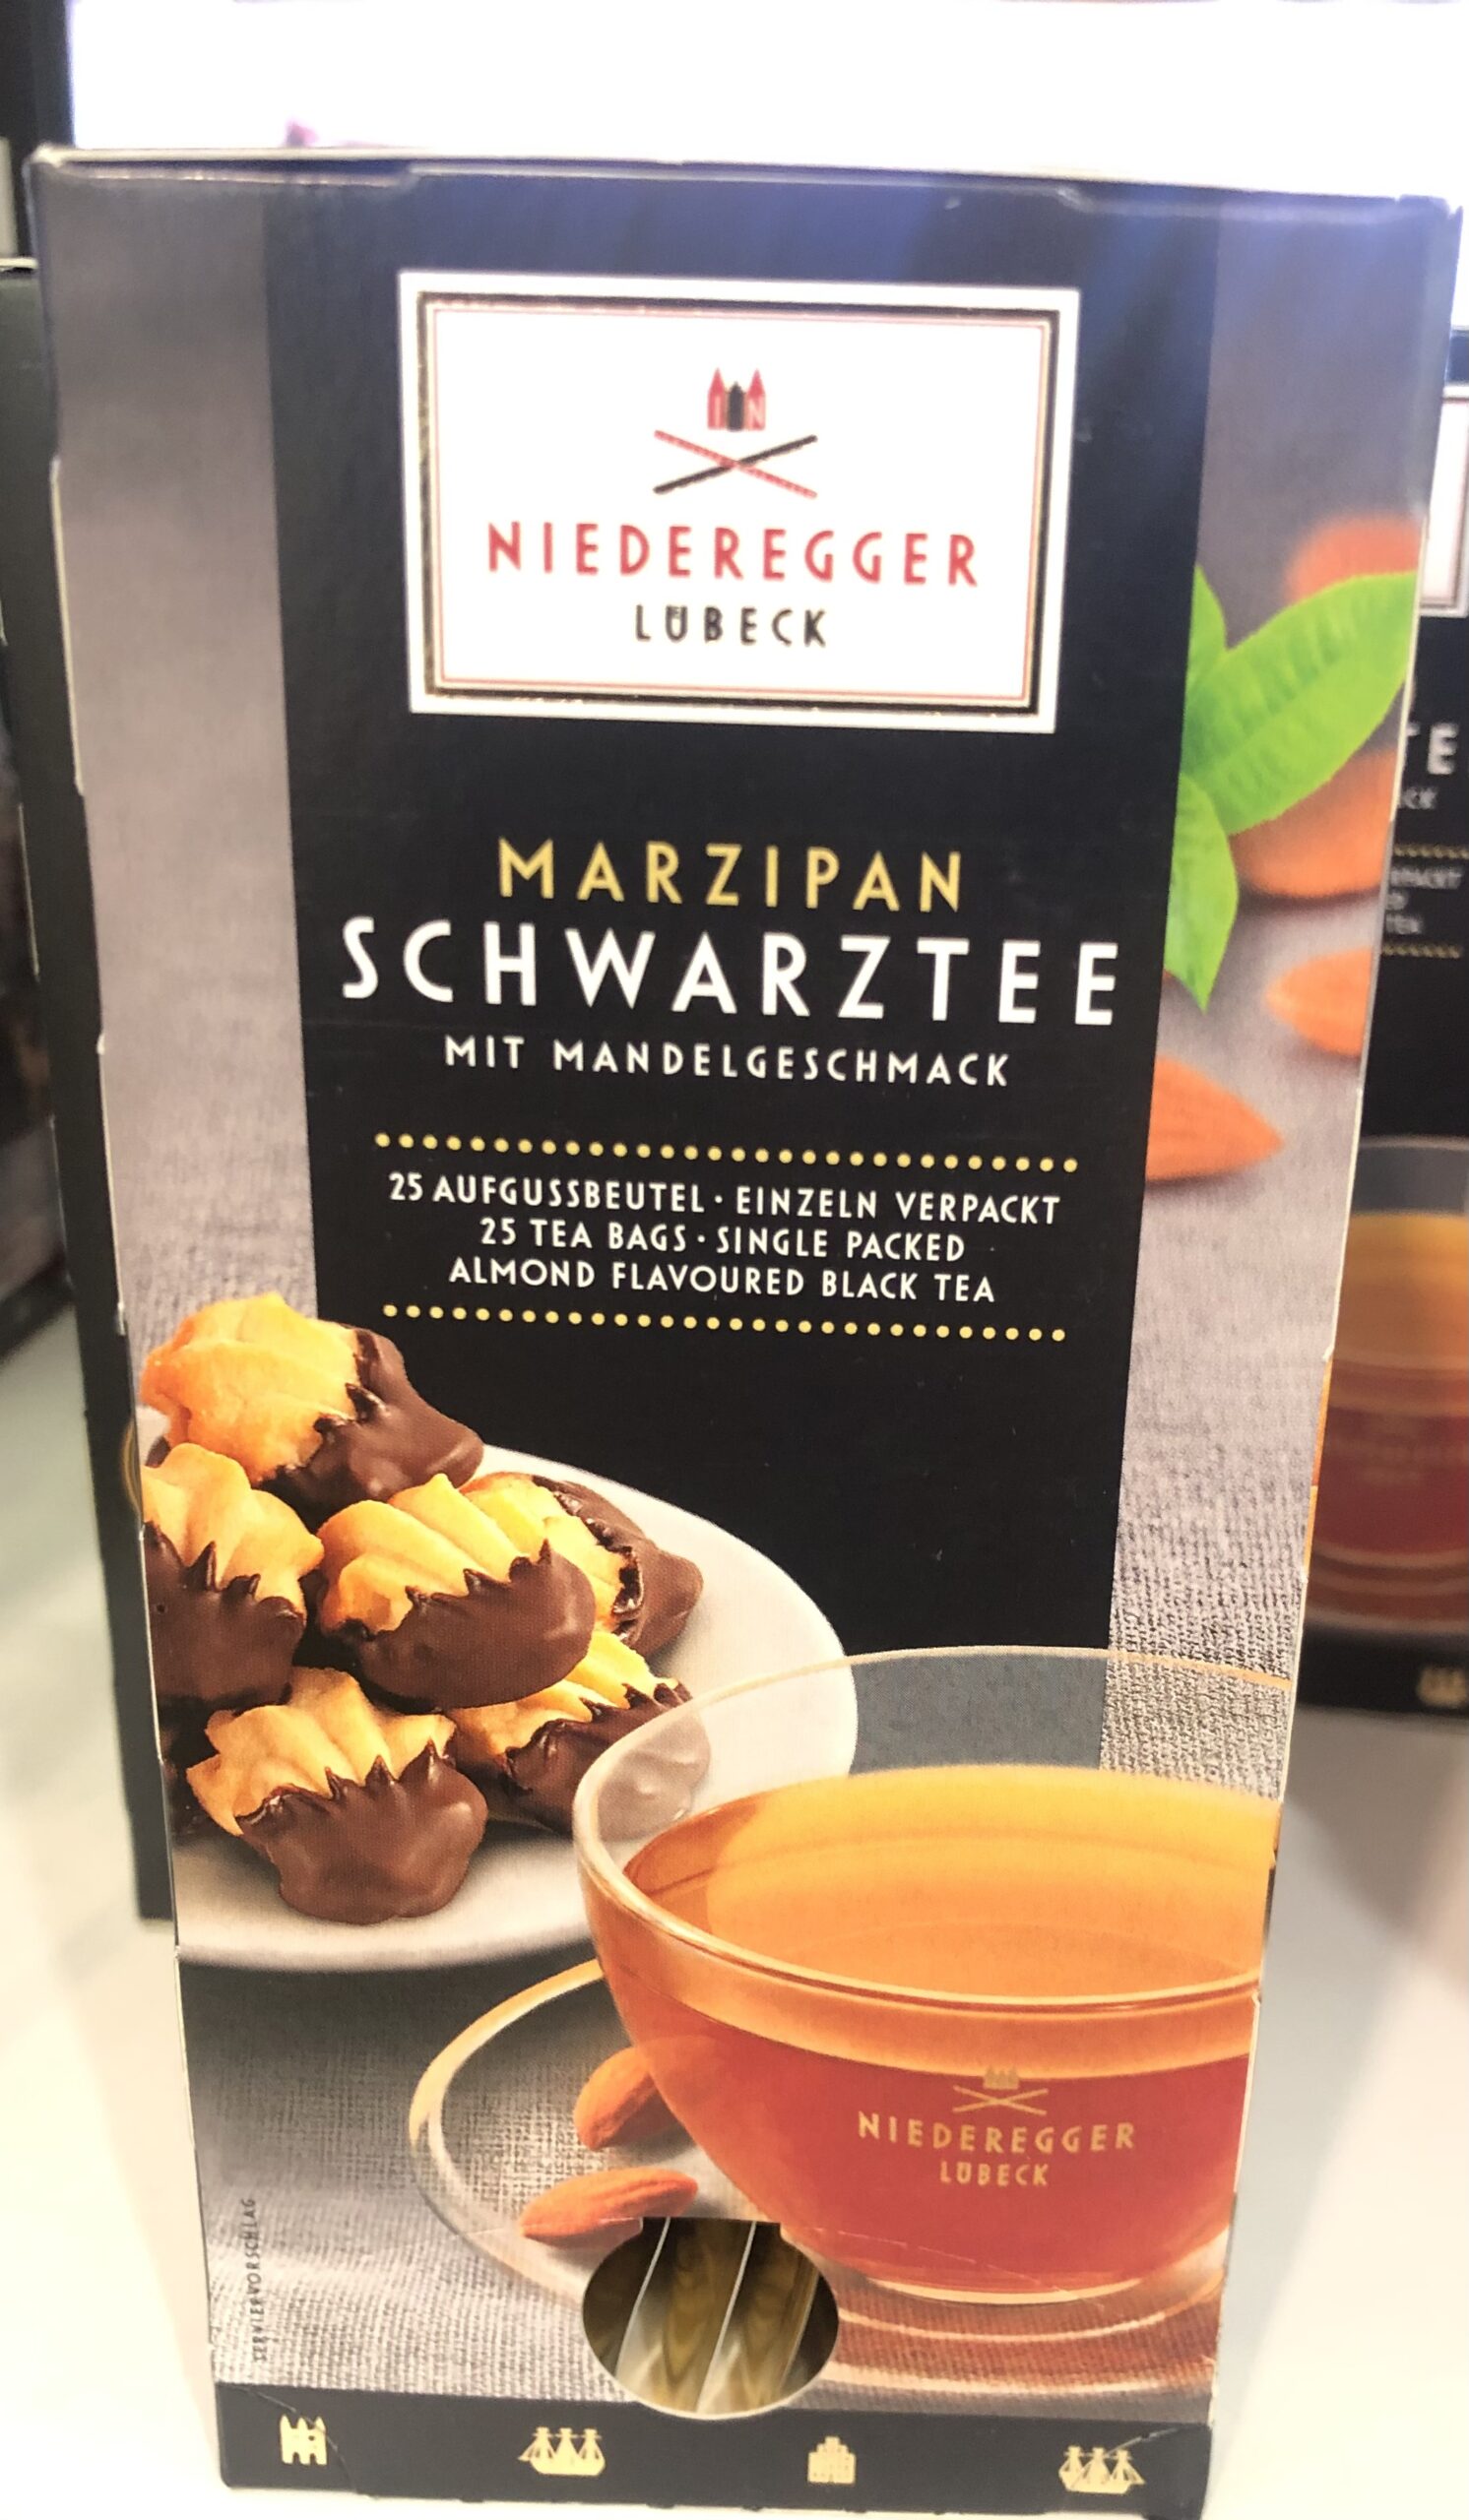 NIEDEREGGER
LÜBECK
MARZIPAN
SCHWARZTEE
MIT MANDELGESCHMACK
25 AUFGUSSBEUTEL · EINZELN VERPACKT
25 TEA BAGS · SINGLE PACKED
ALMOND FLAVOURED BLACK TEA
NIEDEREGGER
LÜBECK
SERVIERVORSCHLAG